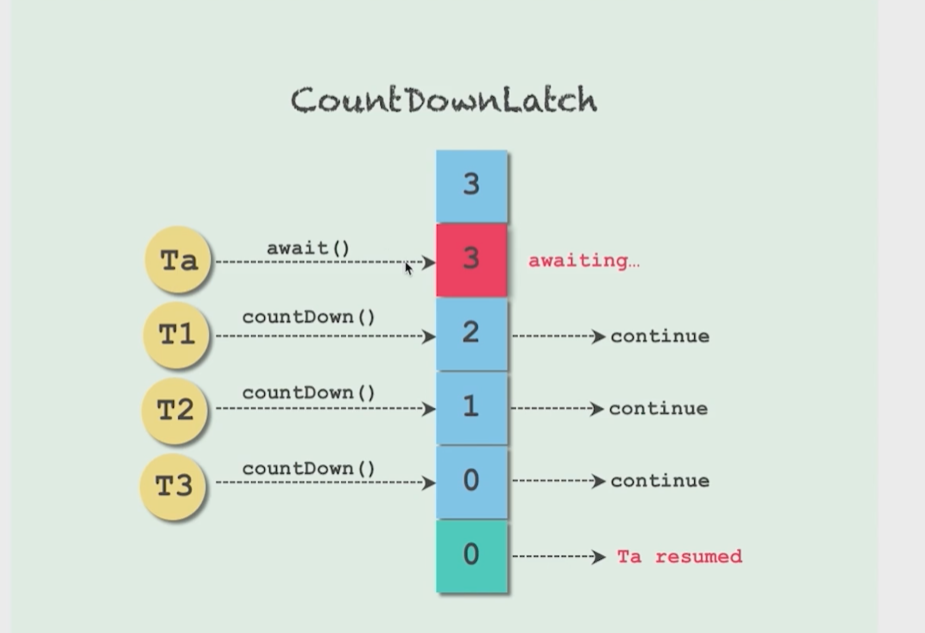 CountDownLatch
3
Ta await() 3 awaiting…
T1 countDown() 2 continue
T2 countDown() 1 continue
T3 countDown() 0 continue
0 Ta resumed